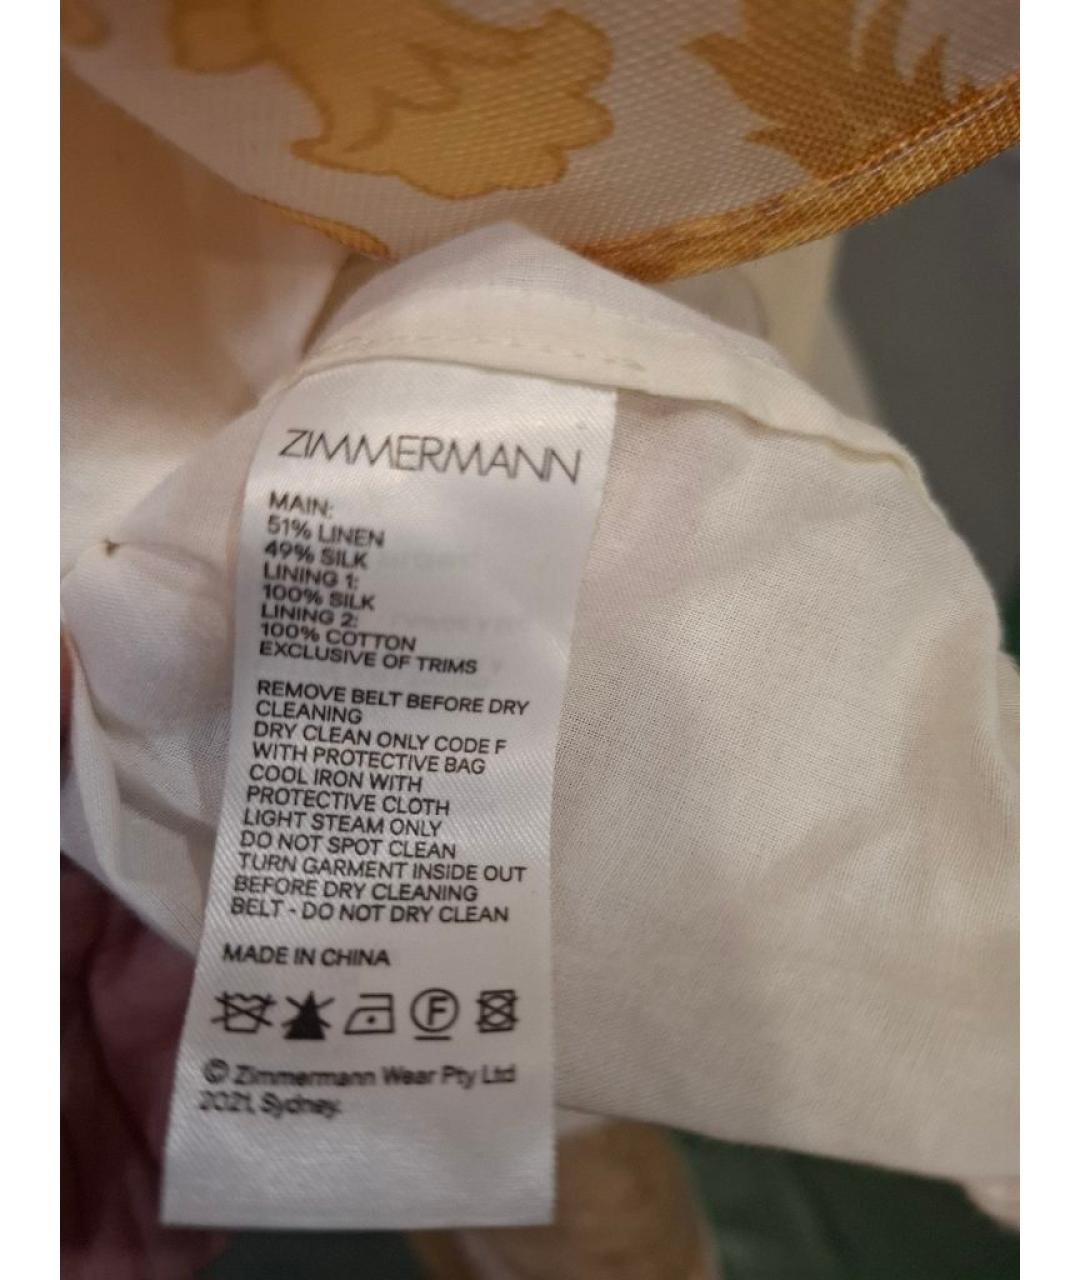 ZIMMERMANN
MAIN:
51% LINEN
49% SILK
LINING 1:
100% SILK
LINING 2:
100% COTTON
EXCLUSIVE OF TRIMS
REMOVE BELT BEFORE DRY
CLEANING
DRY CLEAN ONLY CODE F
WITH PROTECTIVE BAG
COOL IRON WITH
PROTECTIVE CLOTH
LIGHT STEAM ONLY
DO NOT SPOT CLEAN
TURN GARMENT INSIDE OUT
BEFORE DRY CLEANING
BELT - DO NOT DRY CLEAN
MADE IN CHINA
F
© Zimmermann Wear Pty Ltd
2021, Sydney.